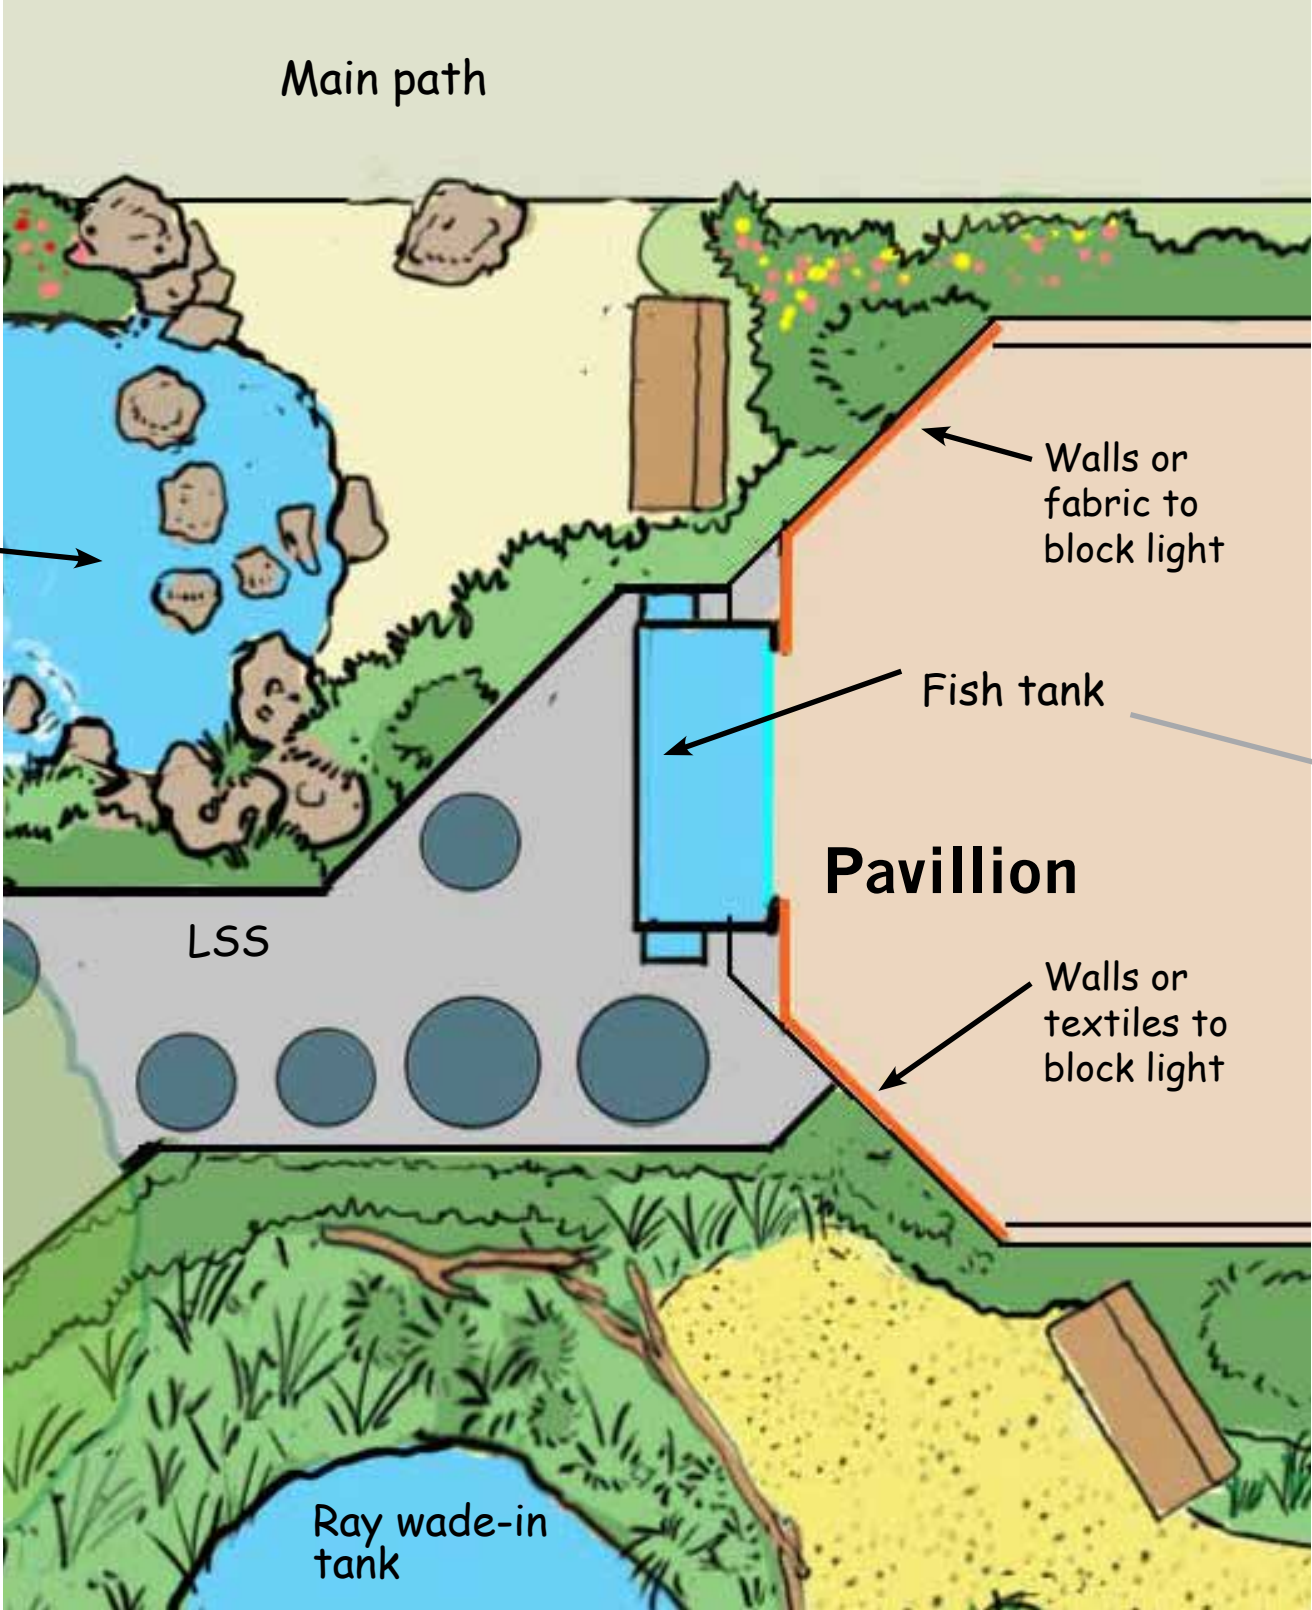 Main path
Walls or
fabric to
block light
Fish tank
Pavillion
LSS
Walls or
textiles to
block light
Ray wade-in
tank